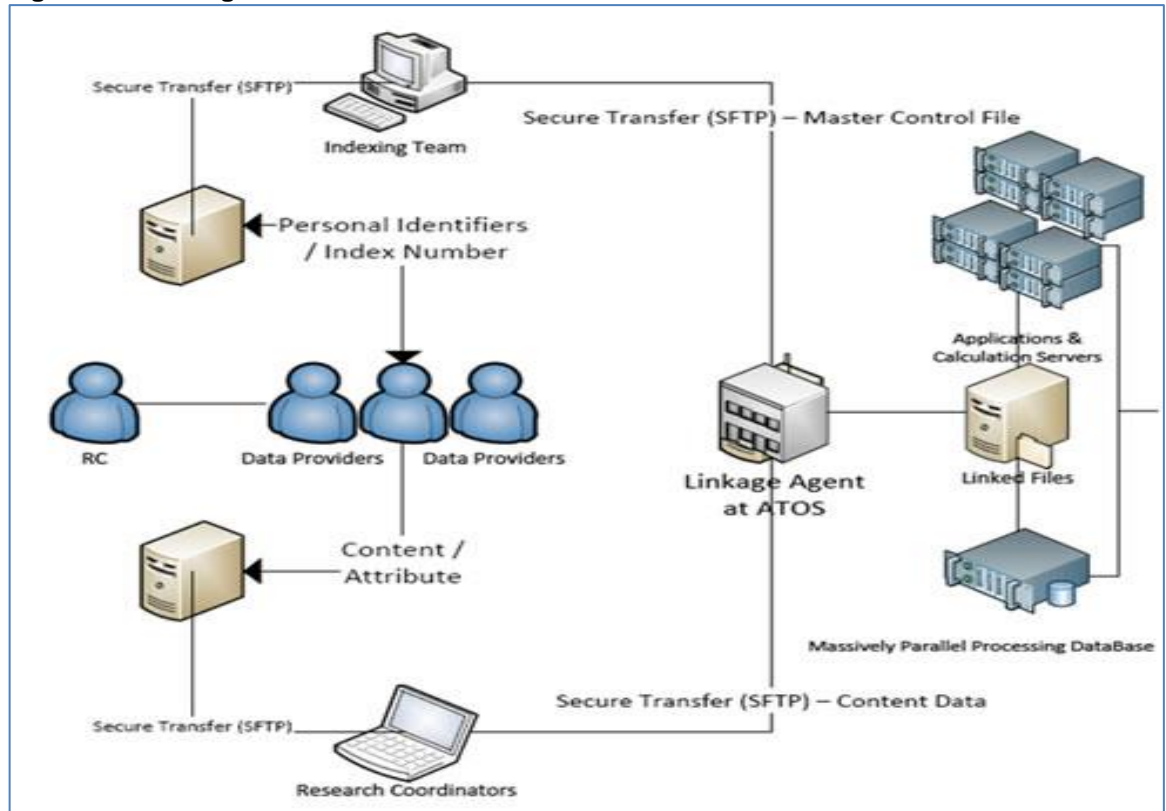 Secure Transfer (SFTP)
Indexing Team
Secure Transfer (SFTP) – Master Control File
Personal Identifiers
/ Index Number
Applications &
Calculation Servers
RC
Data Providers
Data Providers
Linkage Agent
at ATOS
Linked Files
Content /
Attribute
Massively Parallel Processing DataBase
Secure Transfer (SFTP) – Content Data
Secure Transfer (SFTP)
Research Coordinators